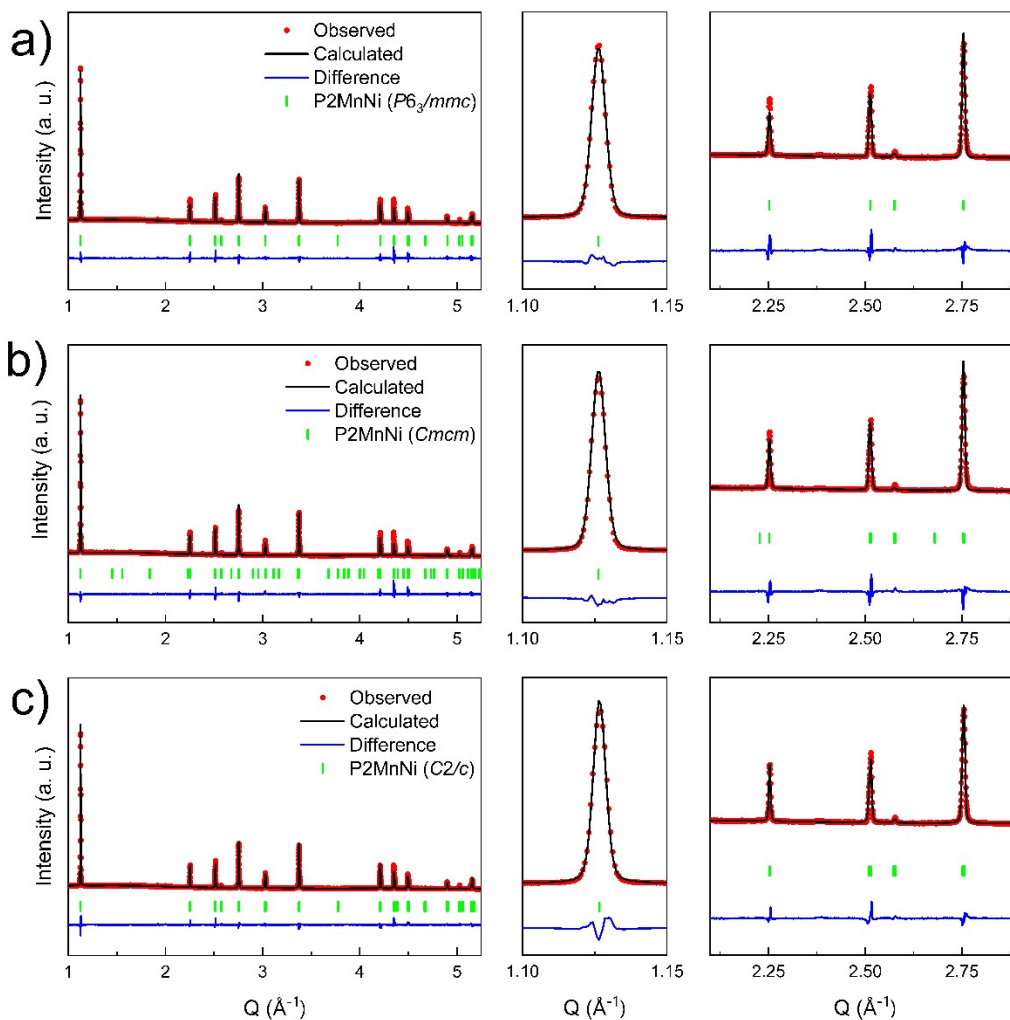 a)
Observed
Calculated
Difference
P2MnNi (P6₃/mmc)
Intensity (a. u.)
1 2 3 4 5
1.10 1.15
2.25 2.50 2.75
b)
Observed
Calculated
Difference
P2MnNi (Cmcm)
Intensity (a. u.)
1 2 3 4 5
1.10 1.15
2.25 2.50 2.75
c)
Observed
Calculated
Difference
P2MnNi (C2/c)
Intensity (a. u.)
1 2 3 4 5
1.10 1.15
2.25 2.50 2.75
Q (Å⁻¹) Q (Å⁻¹) Q (Å⁻¹)